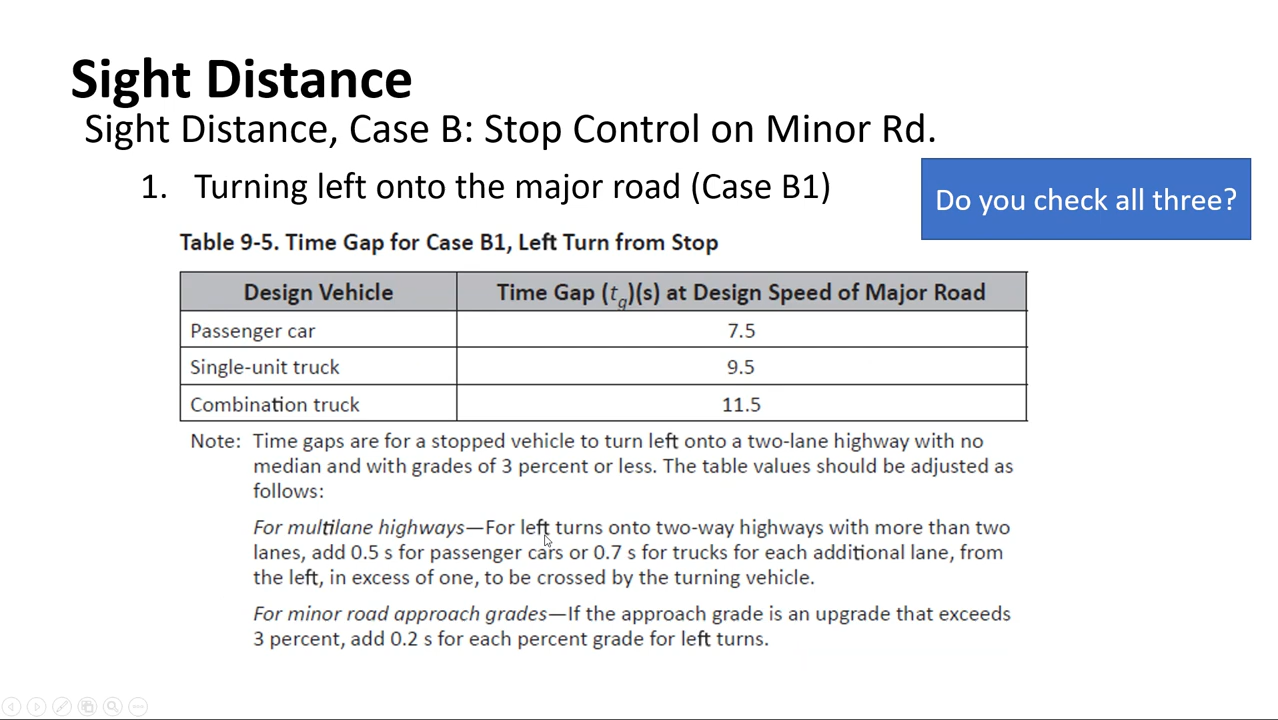 Sight Distance
Sight Distance, Case B: Stop Control on Minor Rd.
1. Turning left onto the major road (Case B1)
Do you check all three?
Table 9-5. Time Gap for Case B1, Left Turn from Stop
Design Vehicle Time Gap (tg)(s) at Design Speed of Major Road
Passenger car 7.5
Single-unit truck 9.5
Combination truck 11.5
Note: Time gaps are for a stopped vehicle to turn left onto a two-lane highway with no
median and with grades of 3 percent or less. The table values should be adjusted as
follows:
For multilane highways—For left turns onto two-way highways with more than two
lanes, add 0.5 s for passenger cars or 0.7 s for trucks for each additional lane, from
the left, in excess of one, to be crossed by the turning vehicle.
For minor road approach grades—If the approach grade is an upgrade that exceeds
3 percent, add 0.2 s for each percent grade for left turns.